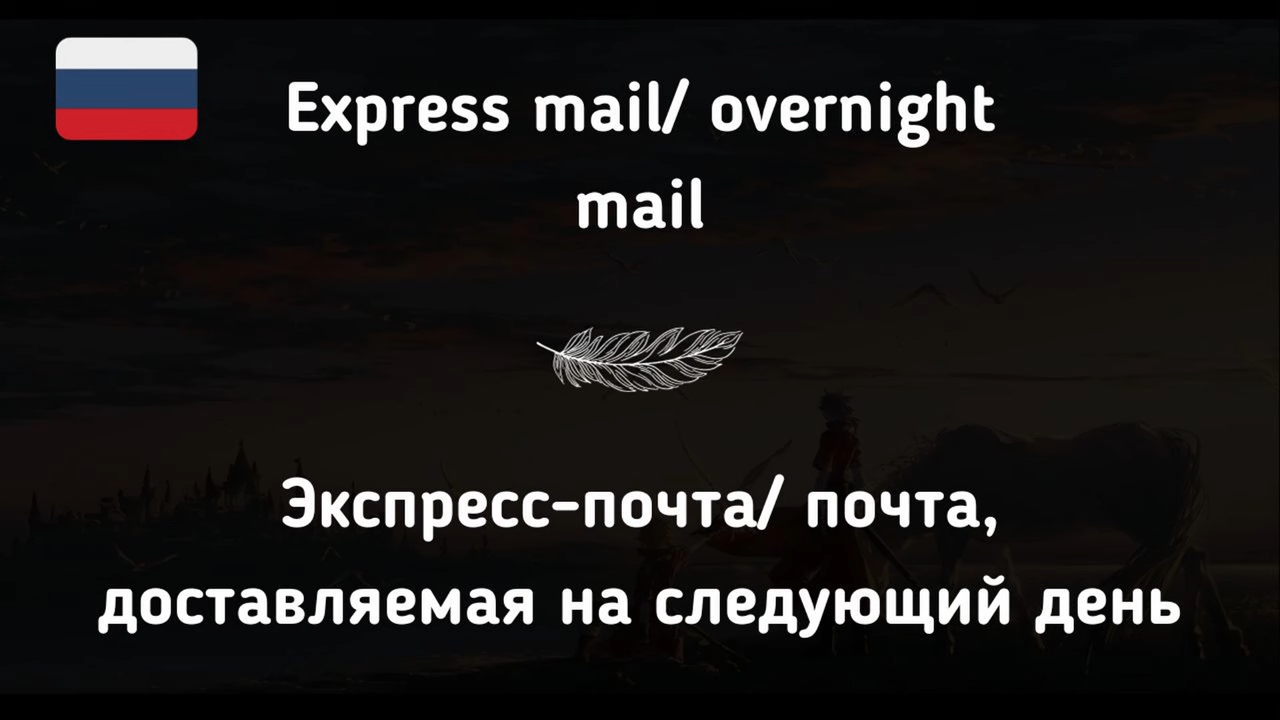 Express mail/ overnight
mail
Экспресс-почта/ почта,
доставляемая на следующий день